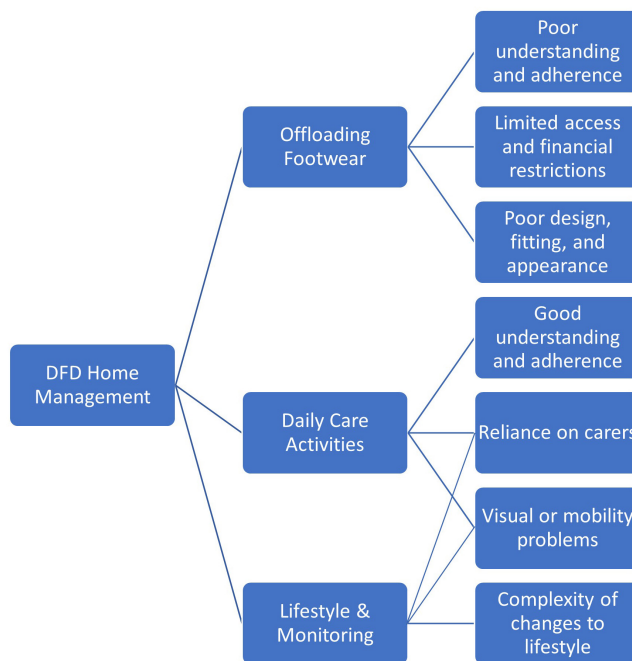 Poor
understanding
and adherence
Offloading
Footwear
Limited access
and financial
restrictions
Poor design,
fitting, and
appearance
Good
understanding
and adherence
DFD Home
Management
Daily Care
Activities
Reliance on carers
Visual or mobility
problems
Lifestyle &
Monitoring
Complexity of
changes to
lifestyle